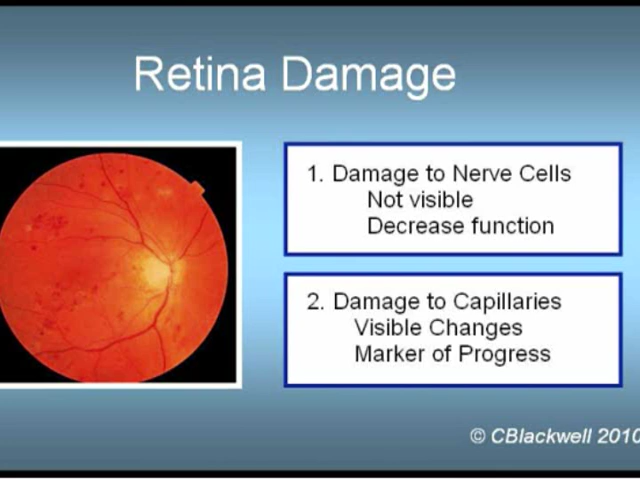 Retina Damage
1. Damage to Nerve Cells
Not visible
Decrease function
2. Damage to Capillaries
Visible Changes
Marker of Progress
© CBlackwell 2010